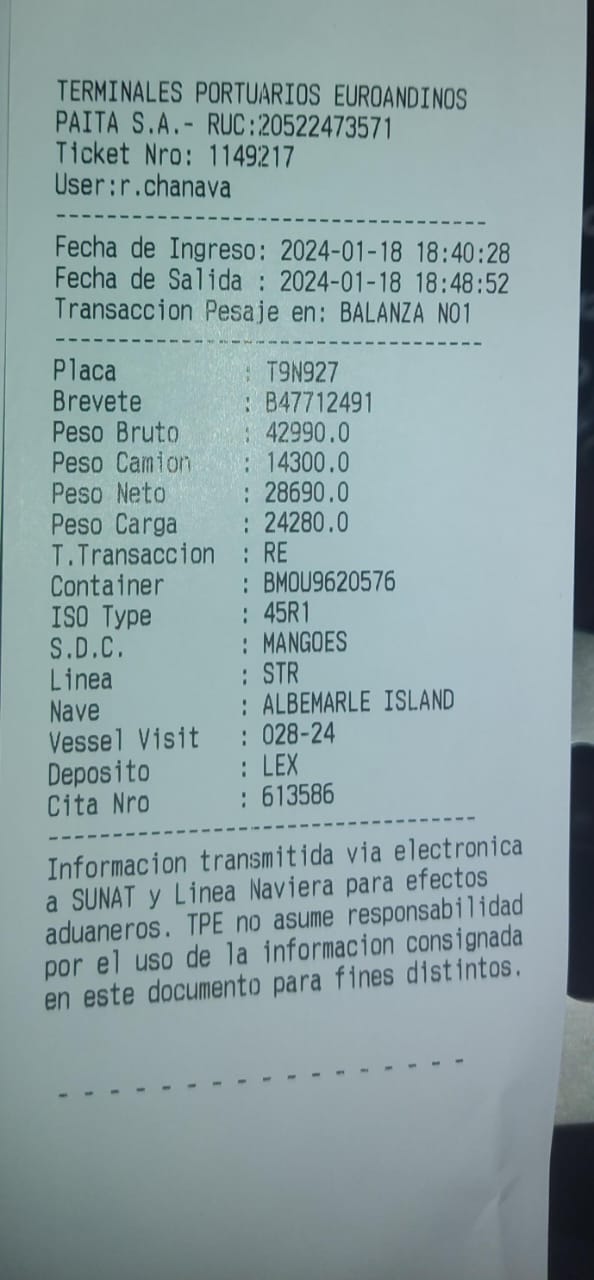 TERMINALES PORTUARIOS EUROANDINOS
PAITA S.A.- RUC:20522473571
Ticket Nro: 1149217
User:r.chanava
----------------------------------
Fecha de Ingreso: 2024-01-18 18:40:28
Fecha de Salida : 2024-01-18 18:48:52
Transaccion Pesaje en: BALANZA NO1
----------------------------------
Placa : T9N927
Brevete : B47712491
Peso Bruto : 42990.0
Peso Camion : 14300.0
Peso Neto : 28690.0
Peso Carga : 24280.0
T.Transaccion : RE
Container : BMOU9620576
ISO Type : 45R1
S.D.C. : MANGOES
Linea : STR
Nave : ALBEMARLE ISLAND
Vessel Visit : 028-24
Deposito : LEX
Cita Nro : 613586
----------------------------------
Informacion transmitida via electronica
a SUNAT y Linea Naviera para efectos
aduaneros. TPE no asume responsabilidad
por el uso de la informacion consignada
en este documento para fines distintos.
- - - - - - - - - - - - - - - - -